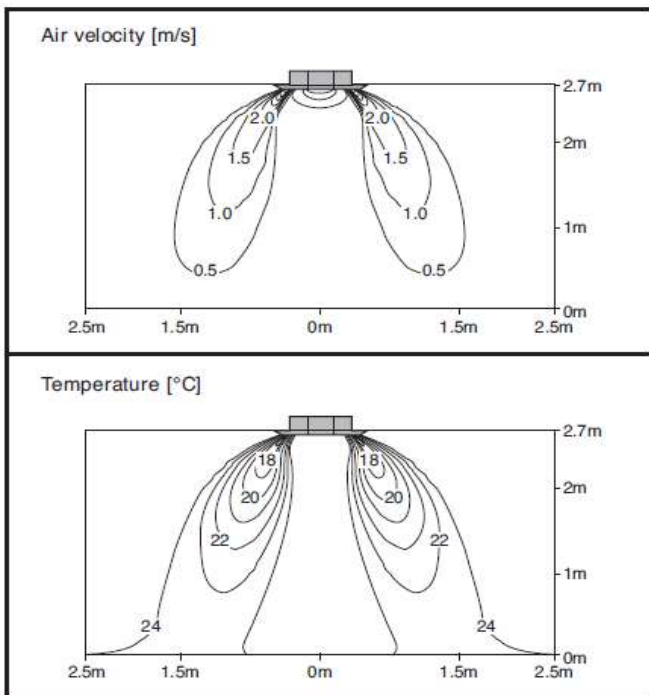 Air velocity [m/s]
2.7m
2.0 2.0
2m
1.5 1.5
1.0 1.0
1m
0.5 0.5
0m
2.5m 1.5m 0m 1.5m 2.5m
Temperature [°C]
2.7m
18 18
20 20
2m
22 22
1m
24 24
0m
2.5m 1.5m 0m 1.5m 2.5m